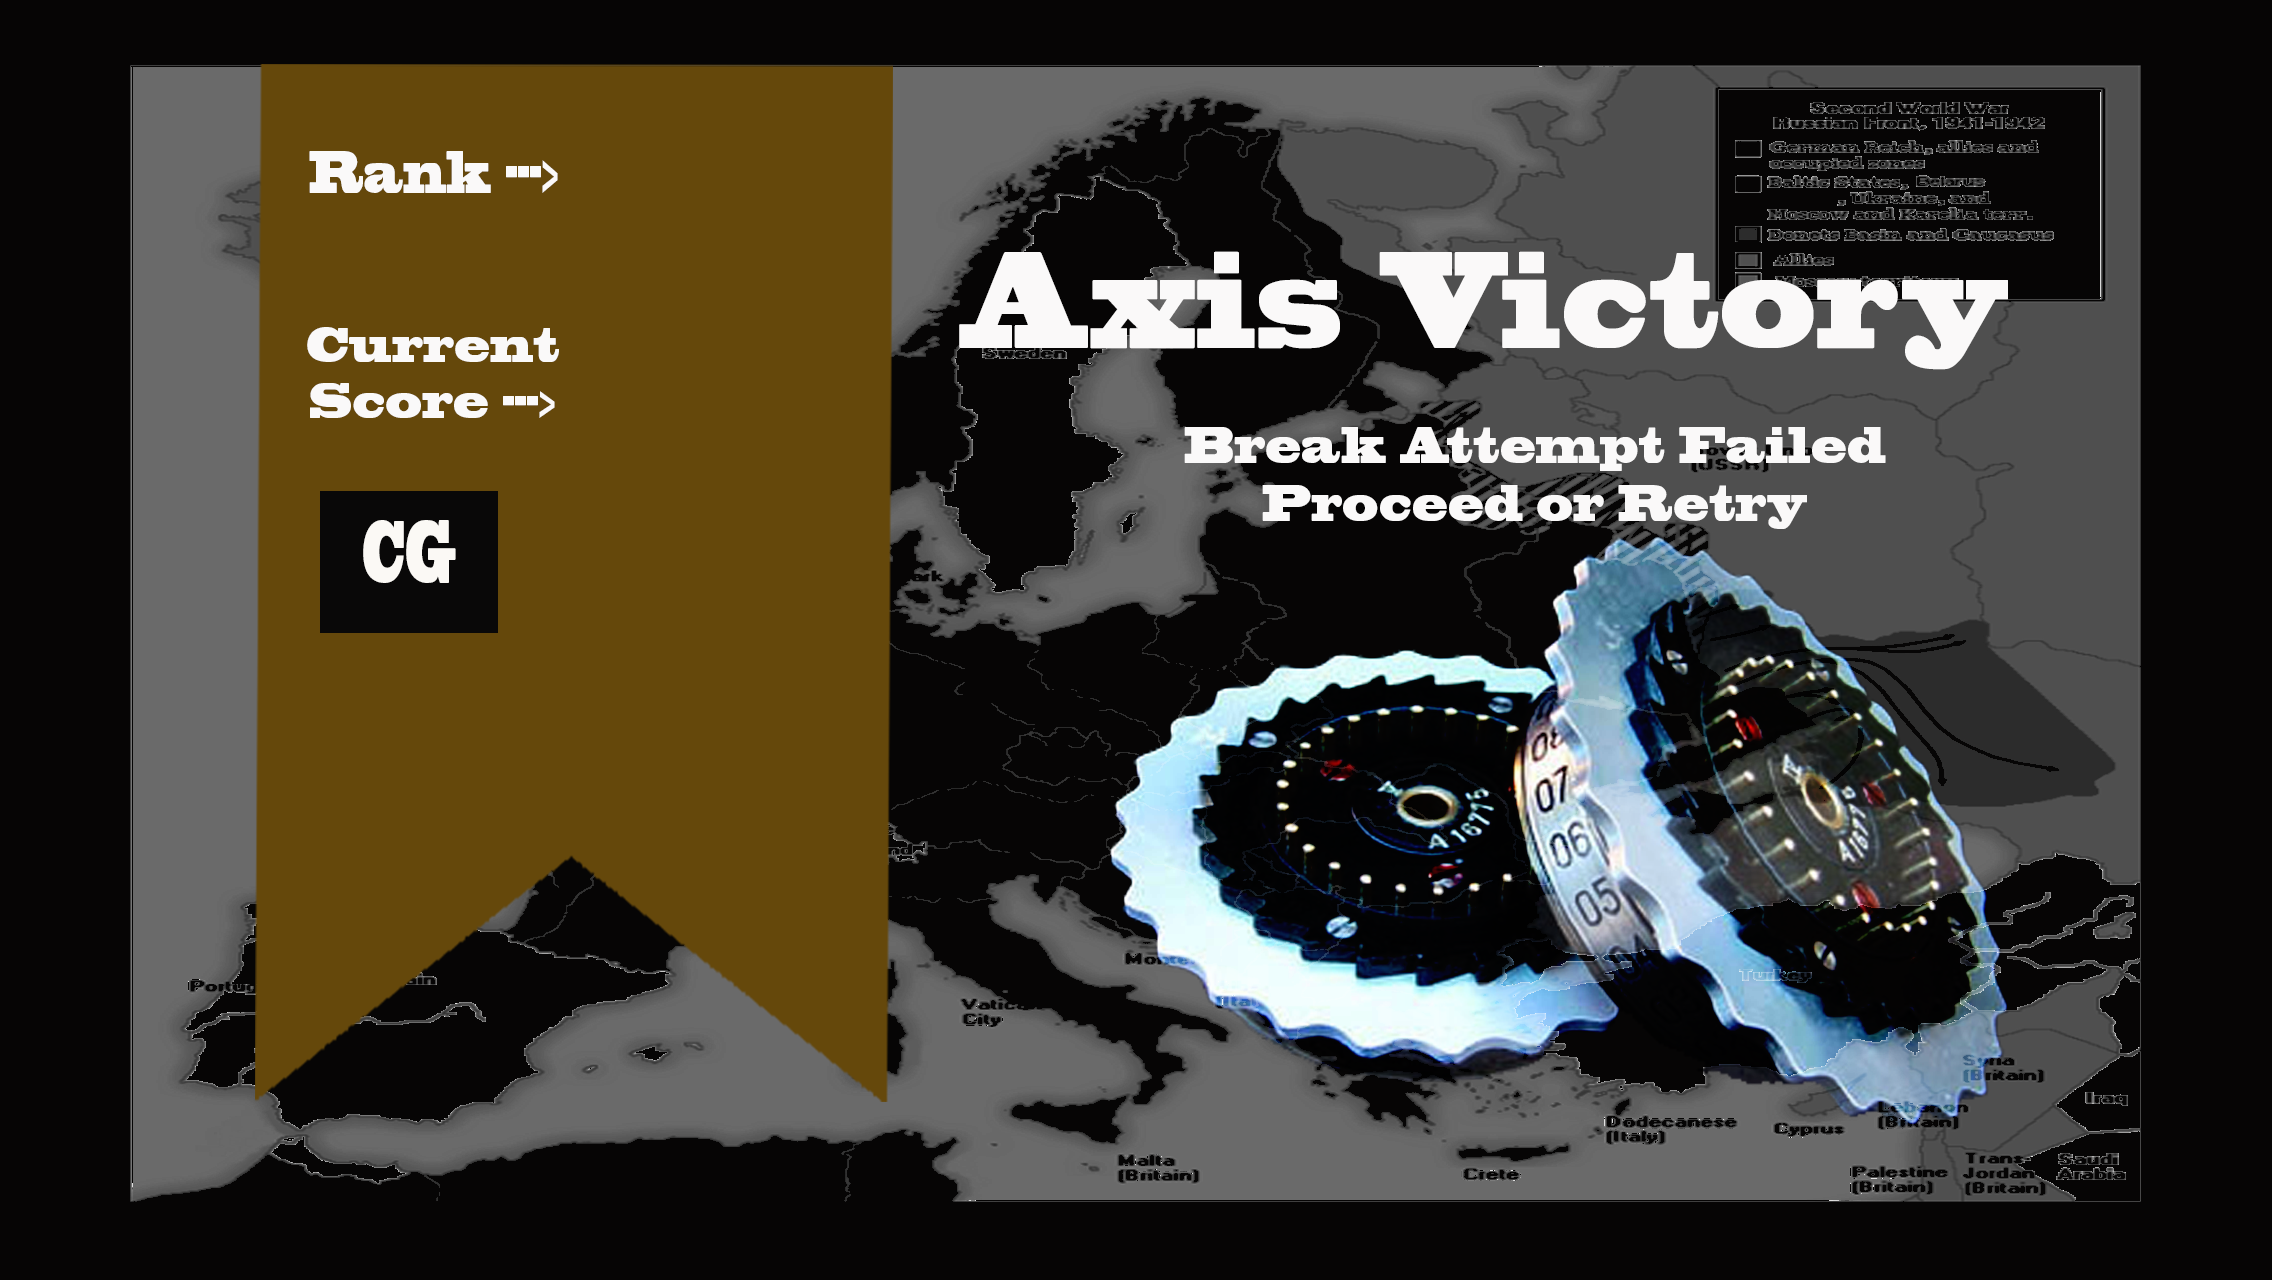 Rank --->
Current
Score --->
CG
Axis Victory
Break Attempt Failed
Proceed or Retry
Second World War
Russian Front, 1941-1942
German Reich, allies and
occupied zones
Baltic States, Belarus
, Ukraine, and
Moscow and Karelia terr.
Donets Basin and Caucasus
Allies
Sweden
(USSR)
07
06
05
A1677
A1677
Vatican
City
Turkey
Syria
(Britain)
Iraq
Lebanon
(Britain)
Dodecanese
(Italy)
Cyprus
Malta
(Britain)
Crete
Palestine
(Britain)
Trans-
Jordan
(Britain)
Saudi
Arabia